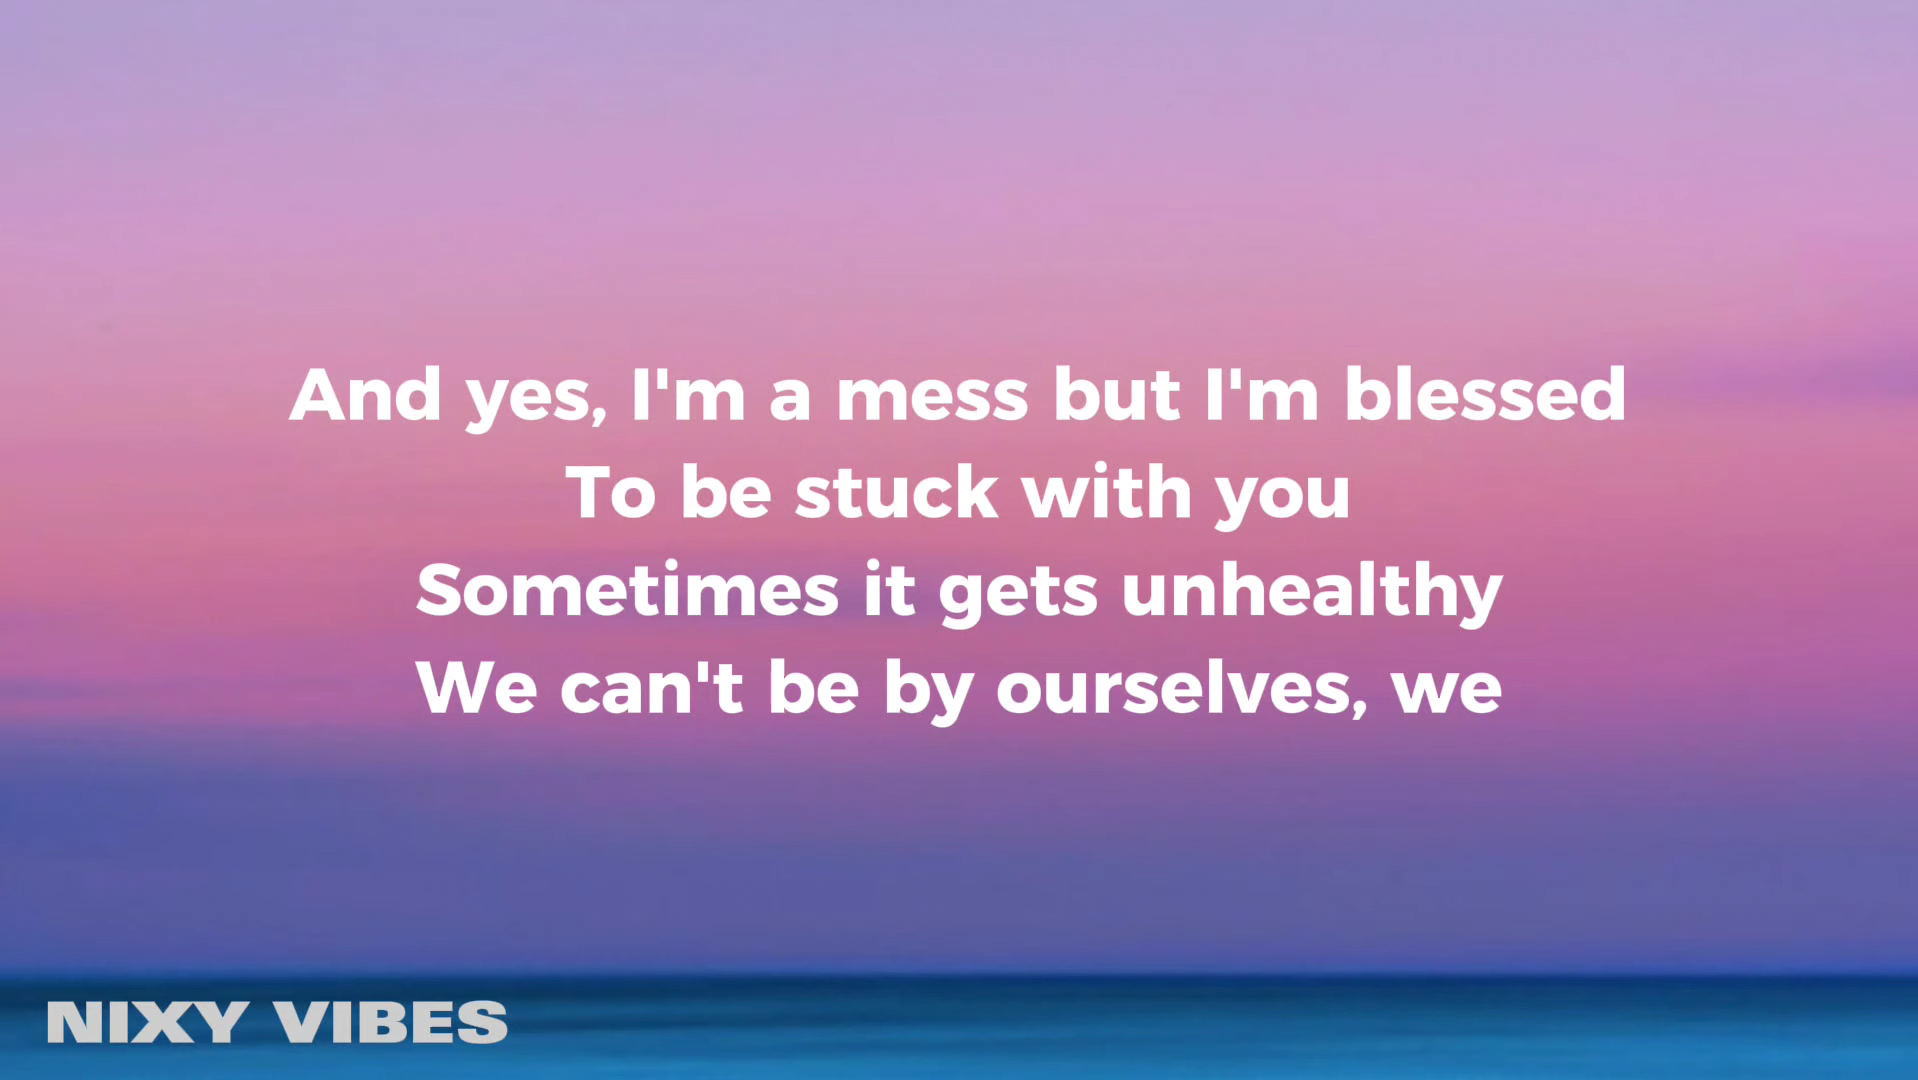 And yes, I'm a mess but I'm blessed
To be stuck with you
Sometimes it gets unhealthy
We can't be by ourselves, we
NIXY VIBES